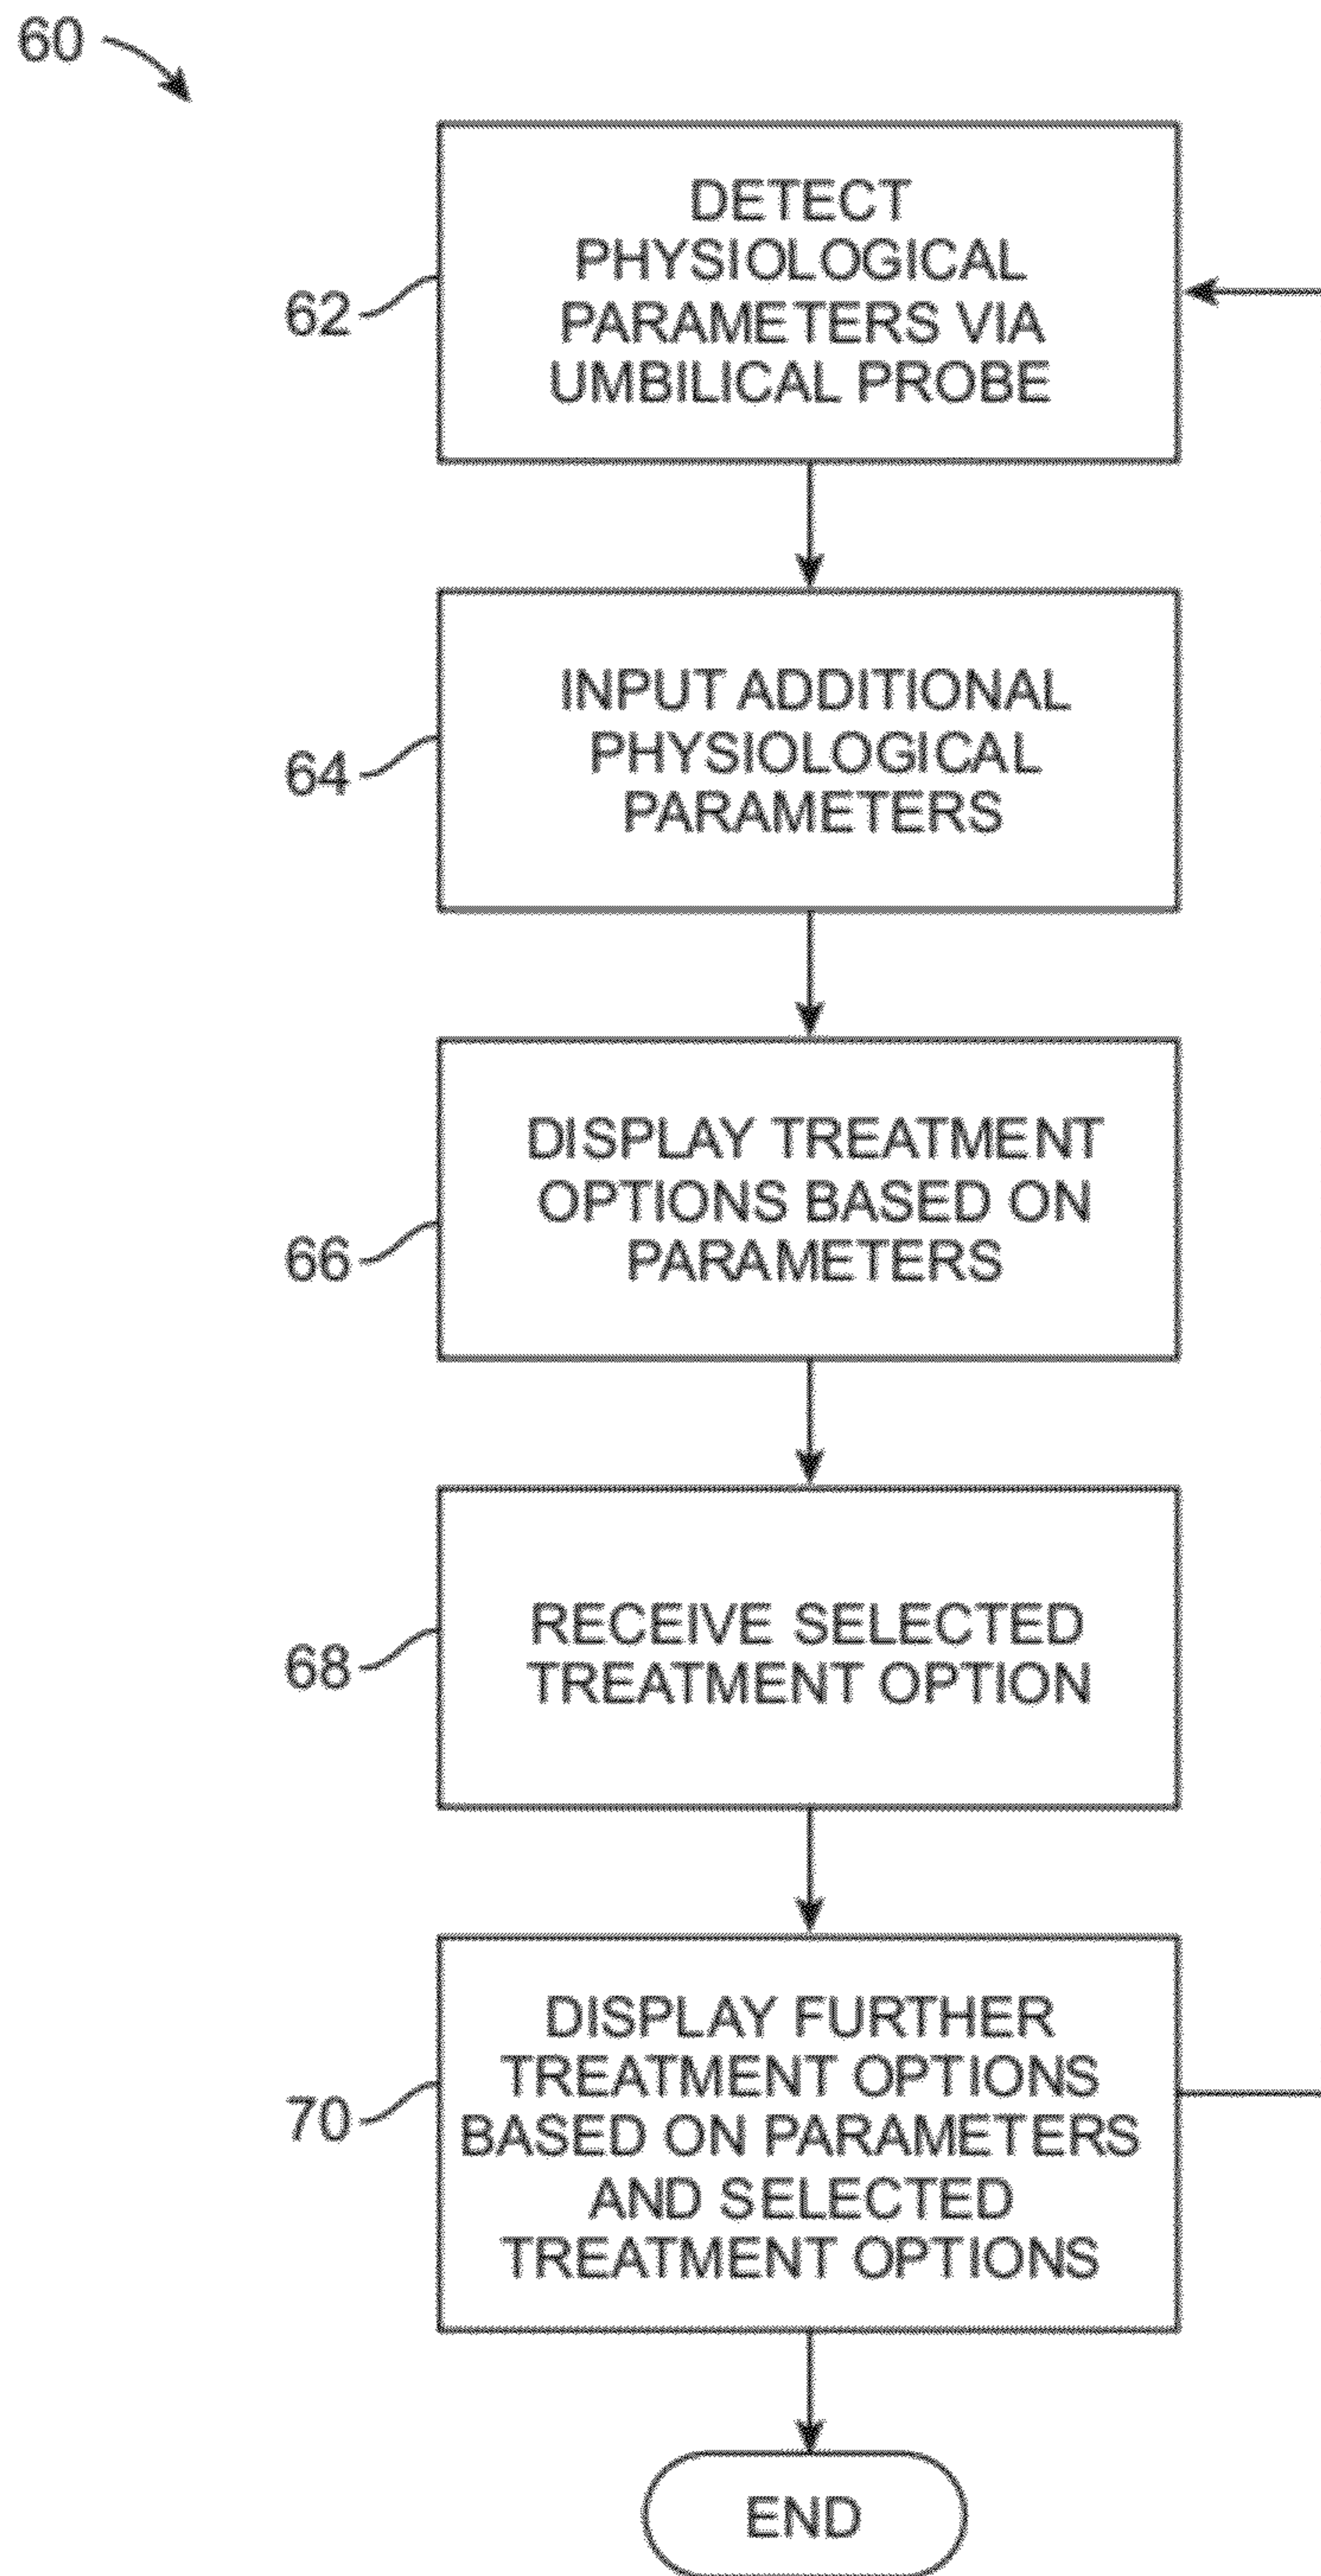 60
DETECT
PHYSIOLOGICAL
PARAMETERS VIA
UMBILICAL PROBE
62
INPUT ADDITIONAL
PHYSIOLOGICAL
PARAMETERS
64
DISPLAY TREATMENT
OPTIONS BASED ON
PARAMETERS
66
RECEIVE SELECTED
TREATMENT OPTION
68
DISPLAY FURTHER
TREATMENT OPTIONS
BASED ON PARAMETERS
AND SELECTED
TREATMENT OPTIONS
70
END